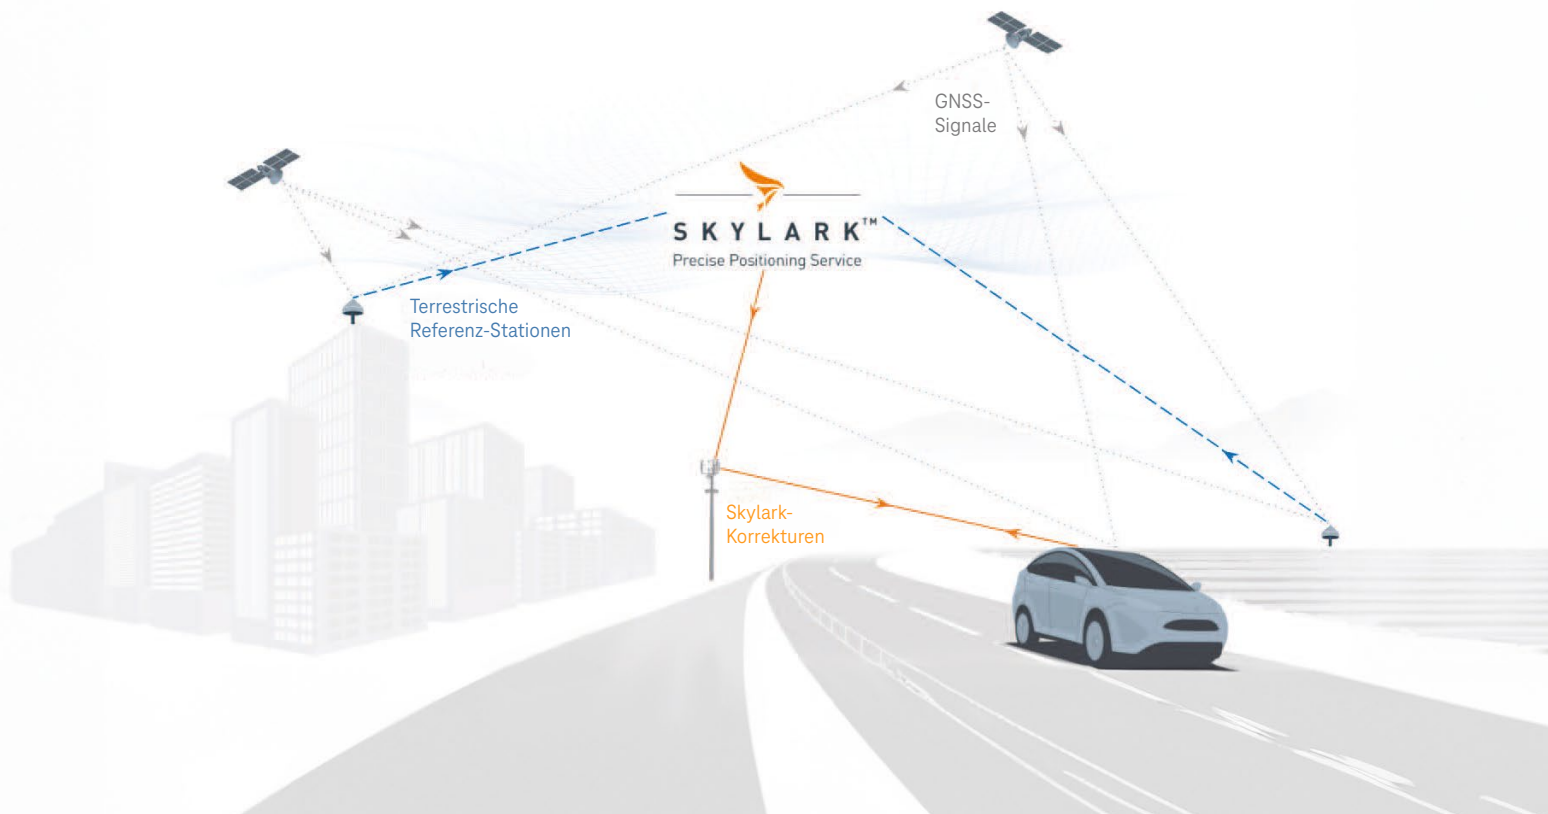 GNSS-
Signale
SKYLARK™
Precise Positioning Service
Terrestrische
Referenz-Stationen
Skylark-
Korrekturen